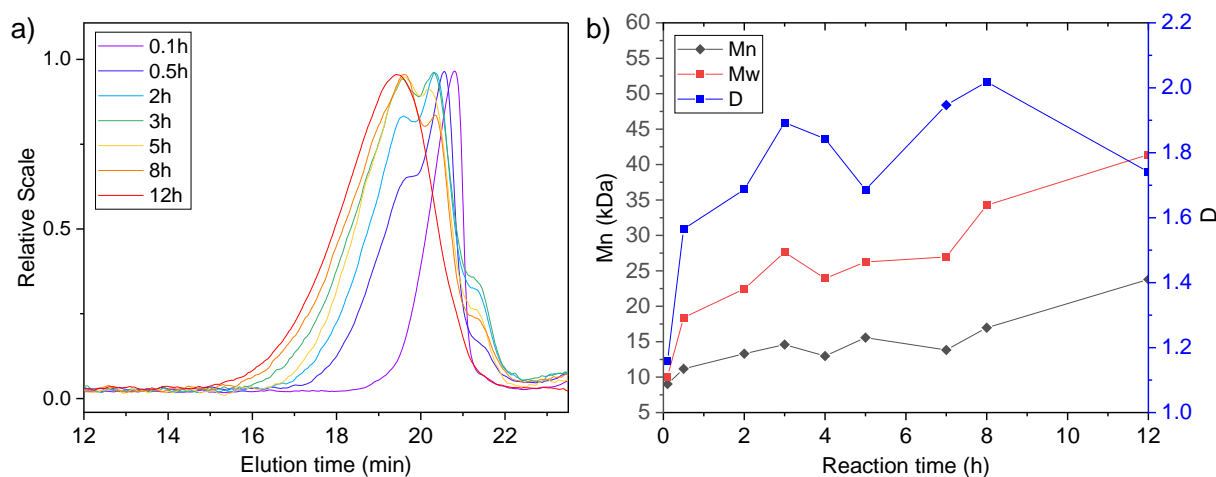 a)
0.1h
0.5h
2h
3h
5h
8h
12h
1.0
0.5
0.0
Relative Scale
12 14 16 18 20 22
Elution time (min)
b)
Mn
Mw
D
60
55
50
45
40
35
30
25
20
15
10
5
Mn (kDa)
2.2
2.0
1.8
1.6
1.4
1.2
1.0
D
0 2 4 6 8 10 12
Reaction time (h)